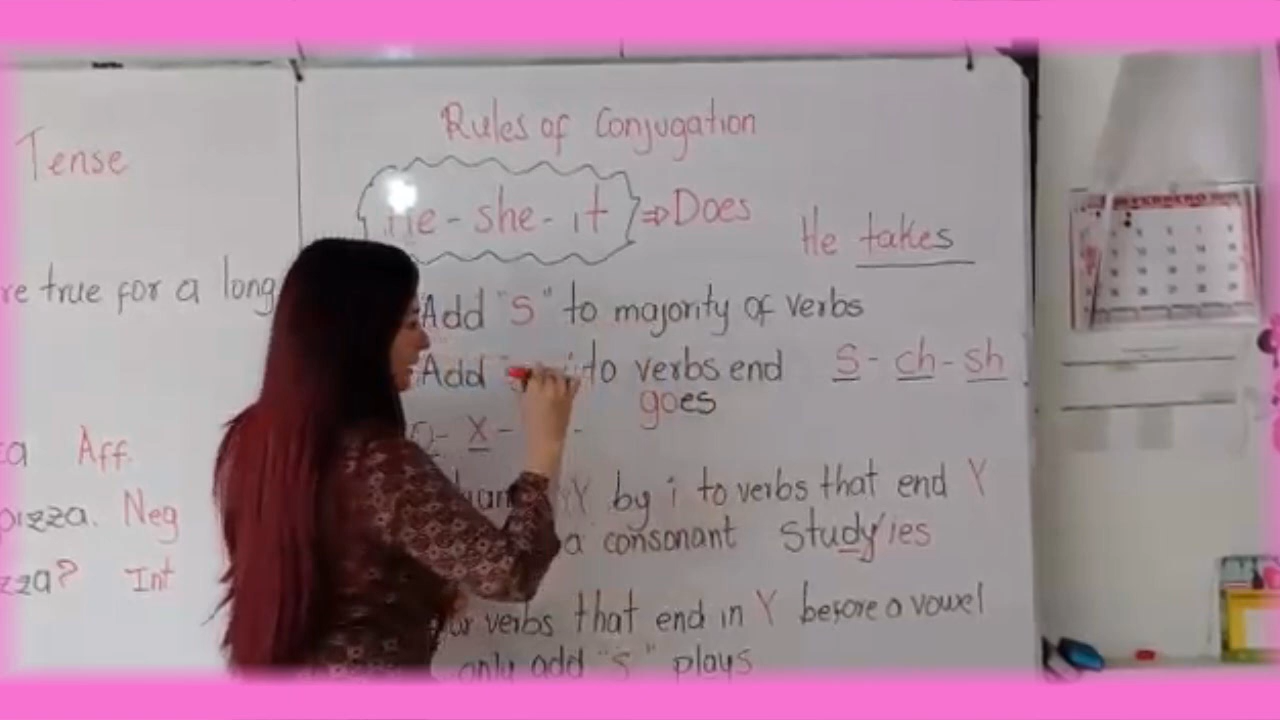 Tense
re true for a long
Aff.
pizza. Neg
zza? Int
Rules of Conjugation
he - she - it ⇒ Does
He takes
Add "S" to majority of verbs
Add to verbs end S - ch - sh
goes
X -
Y by i to verbs that end Y
a consonant Study ies
verbs that end in Y before a vowel
only add "s" plays